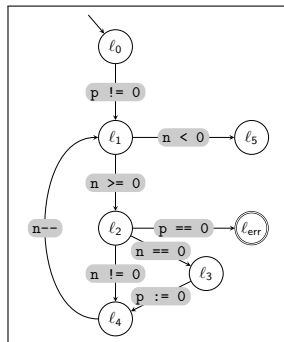 ℓ0
p != 0
ℓ1
n < 0
ℓ5
n >= 0
ℓ2
p == 0
ℓerr
n--
n == 0
n != 0
ℓ3
p := 0
ℓ4